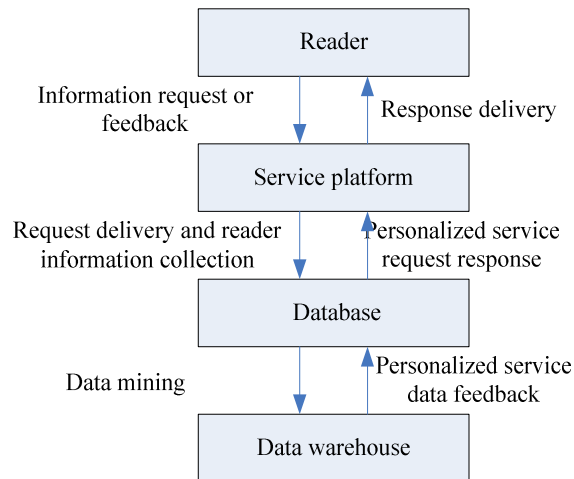 Reader
Information request or
feedback
Response delivery
Service platform
Request delivery and reader
information collection
Personalized service
request response
Database
Data mining
Personalized service
data feedback
Data warehouse